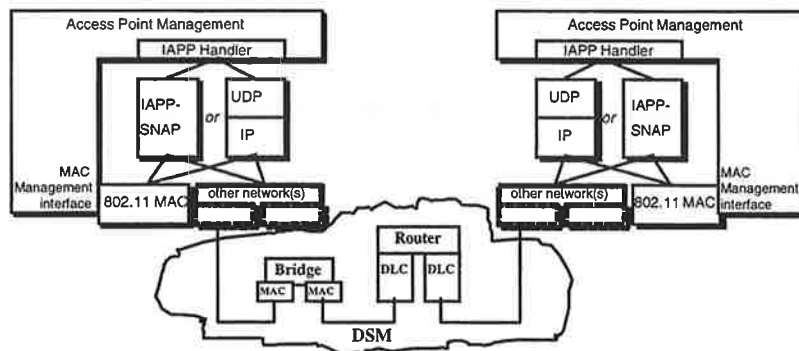 Access Point Management
IAPP Handler
IAPP-
SNAP
or
UDP
IP
MAC
Management
interface
802.11 MAC
other network(s)
Access Point Management
IAPP Handler
UDP
IP
or
IAPP-
SNAP
MAC
Management
interface
other network(s)
802.11 MAC
Bridge
MAC
MAC
Router
DLC
DLC
DSM